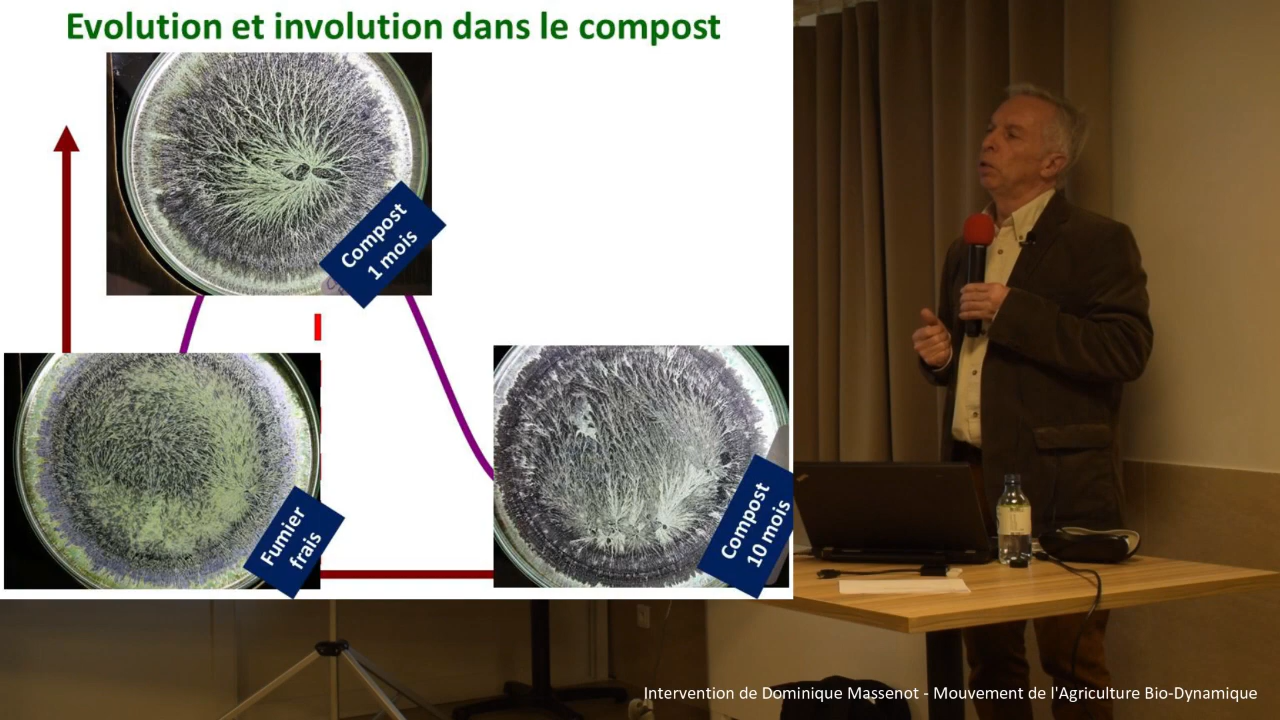 Evolution et involution dans le compost
Compost
1 mois
Fumier
frais
Compost
10 mois
Intervention de Dominique Massenot - Mouvement de l'Agriculture Bio-Dynamique